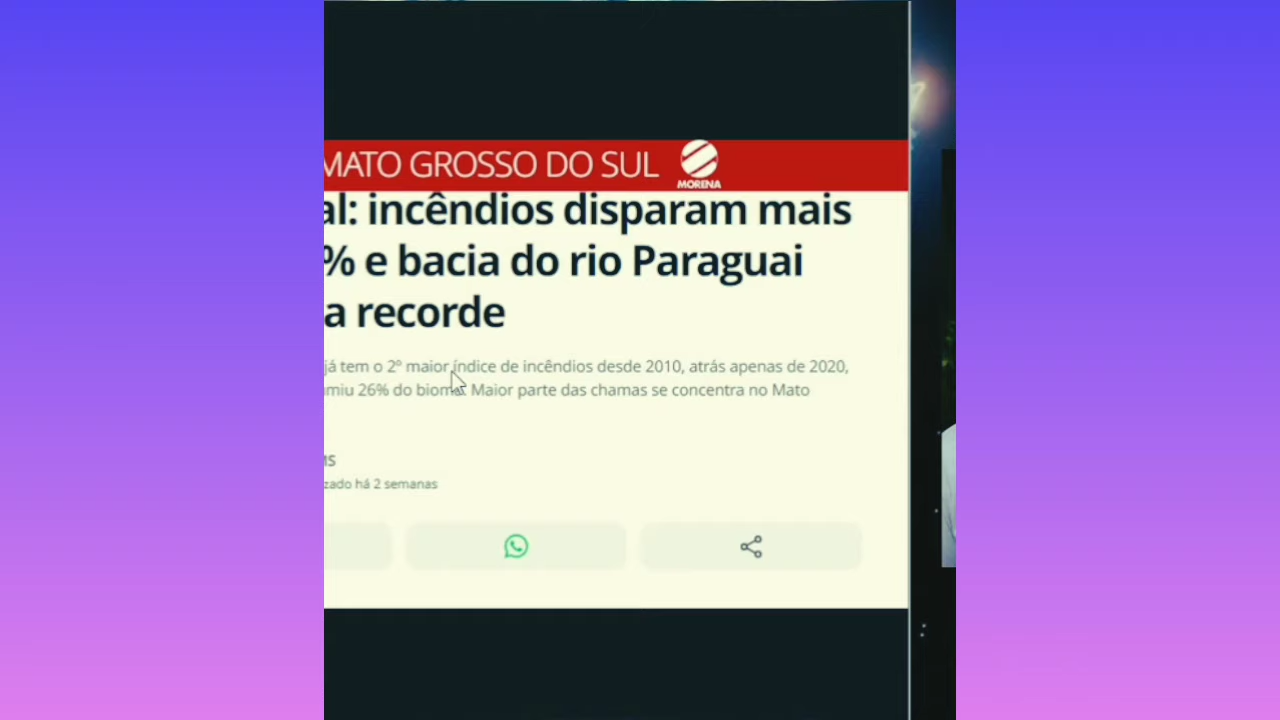 MATO GROSSO DO SUL
MORENA
al: incêndios disparam mais
% e bacia do rio Paraguai
a recorde
já tem o 2º maior índice de incêndios desde 2010, atrás apenas de 2020,
umiu 26% do bioma. Maior parte das chamas se concentra no Mato
MS
zado há 2 semanas